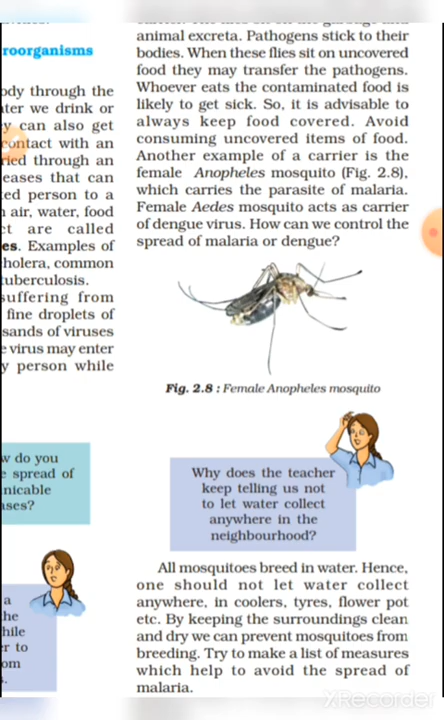 roorganisms
ody through the
ter we drink or
y can also get
contact with an
ried through an
eases that can
ted person to a
air, water, food
ct are called
es. Examples of
holera, common
tuberculosis.
suffering from
fine droplets of
sands of viruses
e virus may enter
y person while
w do you
e spread of
nicable
ases?
a
he
hile
er to
om
s.
animal excreta. Pathogens stick to their
bodies. When these flies sit on uncovered
food they may transfer the pathogens.
Whoever eats the contaminated food is
likely to get sick. So, it is advisable to
always keep food covered. Avoid
consuming uncovered items of food.
Another example of a carrier is the
female Anopheles mosquito (Fig. 2.8),
which carries the parasite of malaria.
Female Aedes mosquito acts as carrier
of dengue virus. How can we control the
spread of malaria or dengue?
Fig. 2.8 : Female Anopheles mosquito
Why does the teacher
keep telling us not
to let water collect
anywhere in the
neighbourhood?
All mosquitoes breed in water. Hence,
one should not let water collect
anywhere, in coolers, tyres, flower pot
etc. By keeping the surroundings clean
and dry we can prevent mosquitoes from
breeding. Try to make a list of measures
which help to avoid the spread of
malaria.
XRecorder